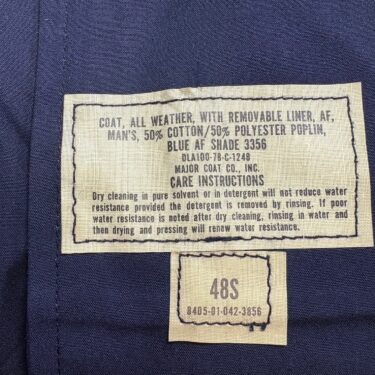 COAT, ALL WEATHER, WITH REMOVABLE LINER, AF,
MAN'S, 50% COTTON/50% POLYESTER POPLIN,
BLUE AF SHADE 3356
DLA100-78-C-1248
MAJOR COAT CO., INC.
CARE INSTRUCTIONS
Dry cleaning in pure solvent or in detergent will not reduce water
resistance provided the detergent is removed by rinsing. If poor
water resistance is noted after dry cleaning, rinsing in water and
then drying and pressing will renew water resistance.
48S
8405-01-042-3856